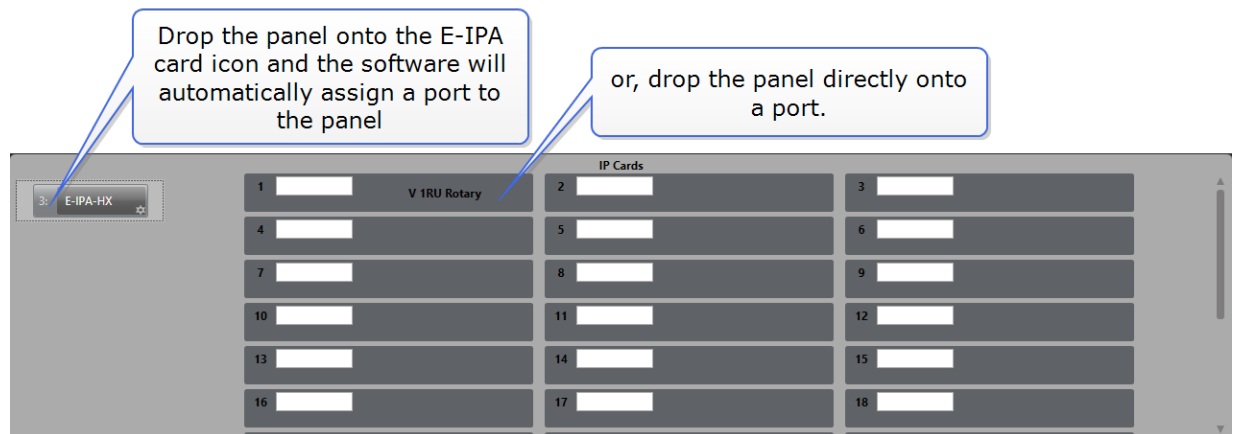 Drop the panel onto the E-IPA
card icon and the software will
automatically assign a port to
the panel
or, drop the panel directly onto
a port.
IP Cards
3: E-IPA-HX
1 V 1RU Rotary 2 3
4 5 6
7 8 9
10 11 12
13 14 15
16 17 18